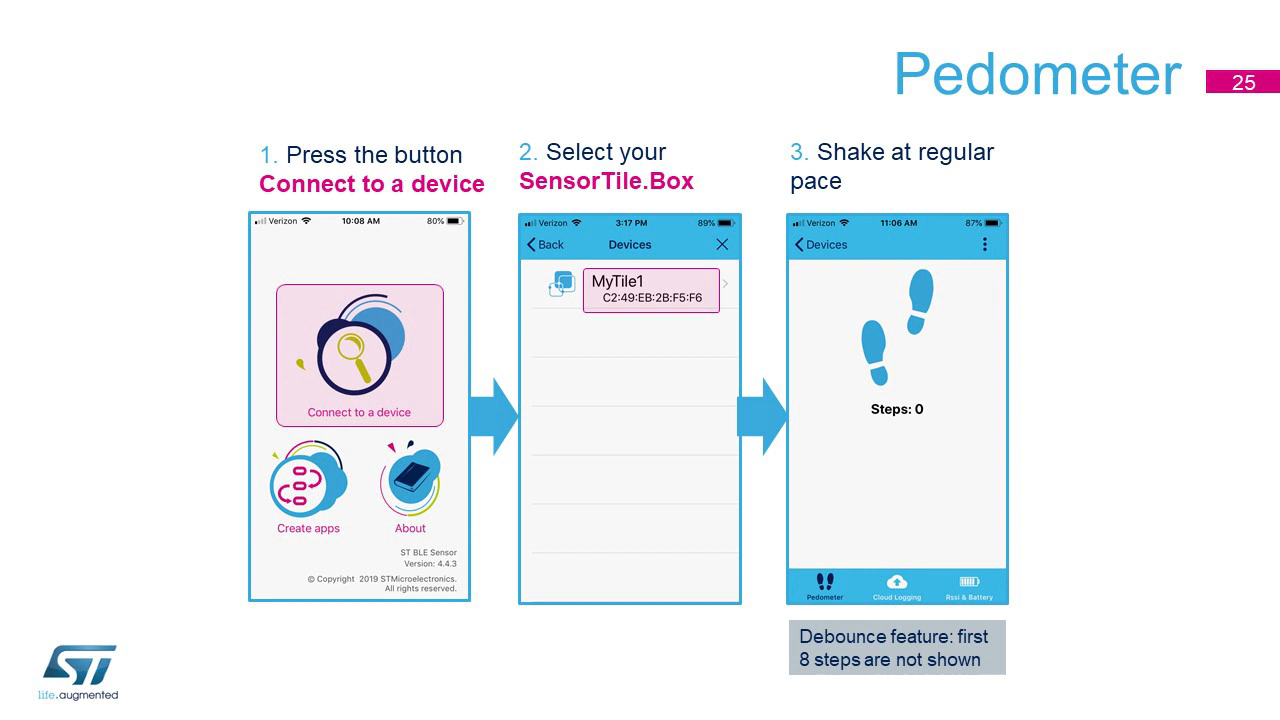 Pedometer
25
1. Press the button
Connect to a device
2. Select your
SensorTile.Box
3. Shake at regular
pace
Verizon 10:08 AM 80%
Connect to a device
Create apps
About
ST BLE Sensor
Version: 4.4.3
© Copyright 2019 STMicroelectronics.
All rights reserved.
Verizon 3:17 PM 89%
Back Devices
MyTile1
C2:49:EB:2B:F5:F6
Verizon 11:06 AM 87%
Devices
Steps: 0
Pedometer Cloud Logging Rssi & Battery
Debounce feature: first
8 steps are not shown
ST
life.augmented